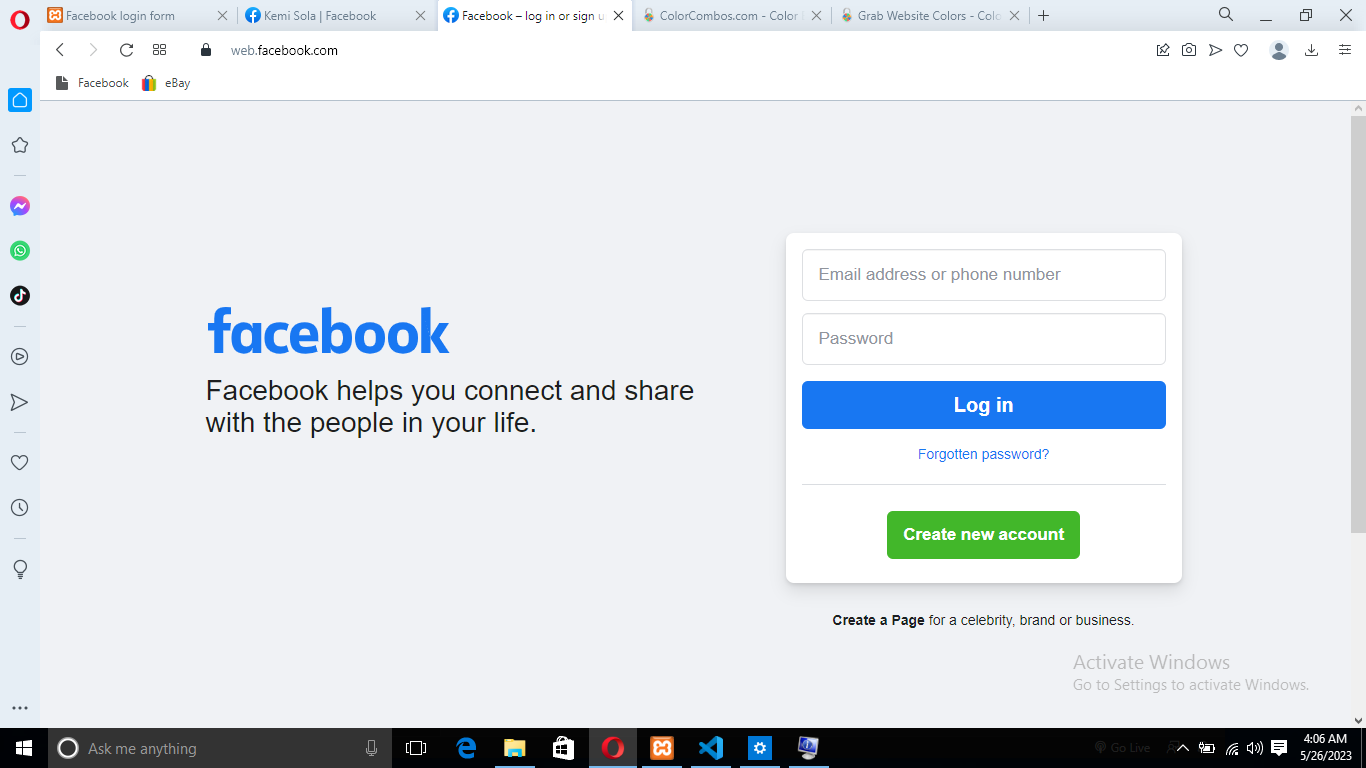 Facebook login form
Kemi Sola | Facebook
Facebook – log in or sign u
ColorCombos.com - Color
Grab Website Colors - Colo
web.facebook.com
Facebook
eBay
Email address or phone number
Password
facebook
Facebook helps you connect and share
with the people in your life.
Log in
Forgotten password?
Create new account
Create a Page for a celebrity, brand or business.
Activate Windows
Go to Settings to activate Windows.
Ask me anything
Go Live
4:06 AM
5/26/2023